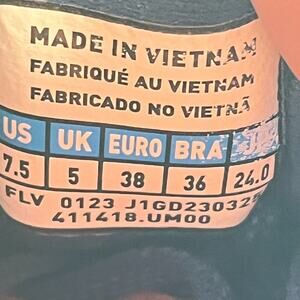 MADE IN VIETNAM
FABRIQUÉ AU VIETNAM
FABRICADO NO VIETNÃ
US UK EURO BRA
7.5 5 38 36 24.0
FLV 0123 J1GD230325
411418.UM00